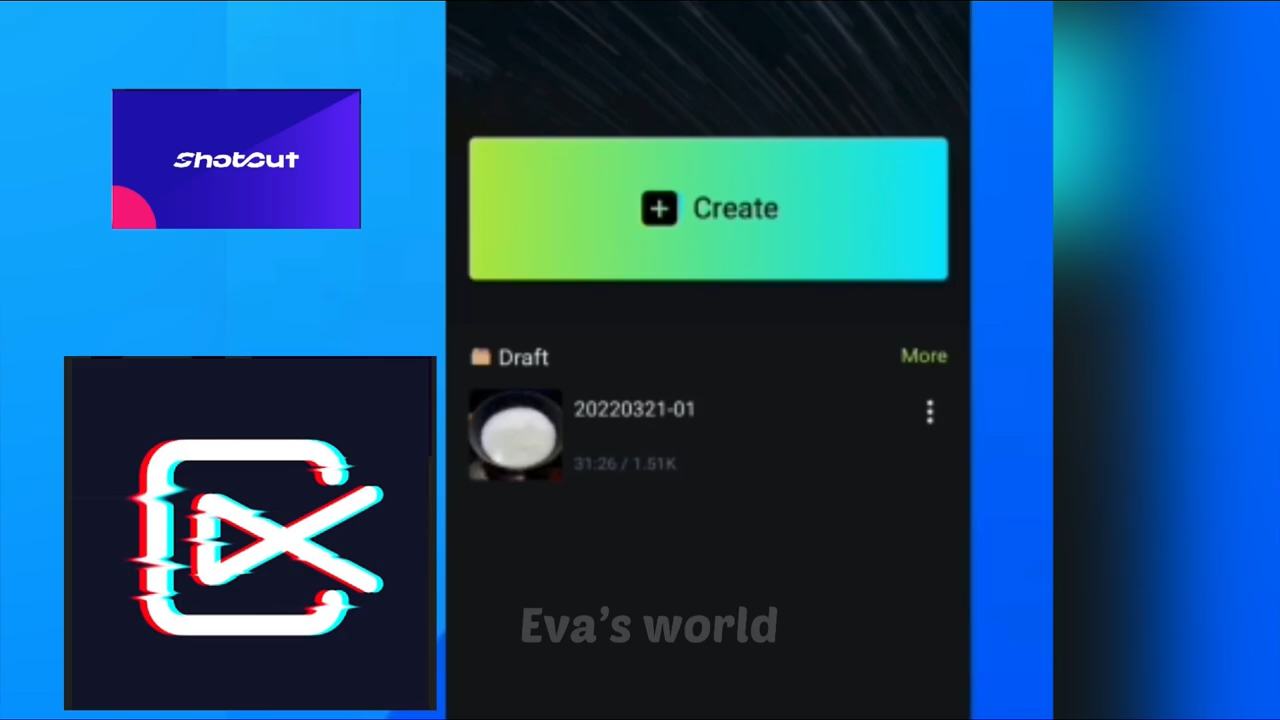 ShotCut
Create
Draft
More
20220321-01
31:26 / 1.51K
Eva's world